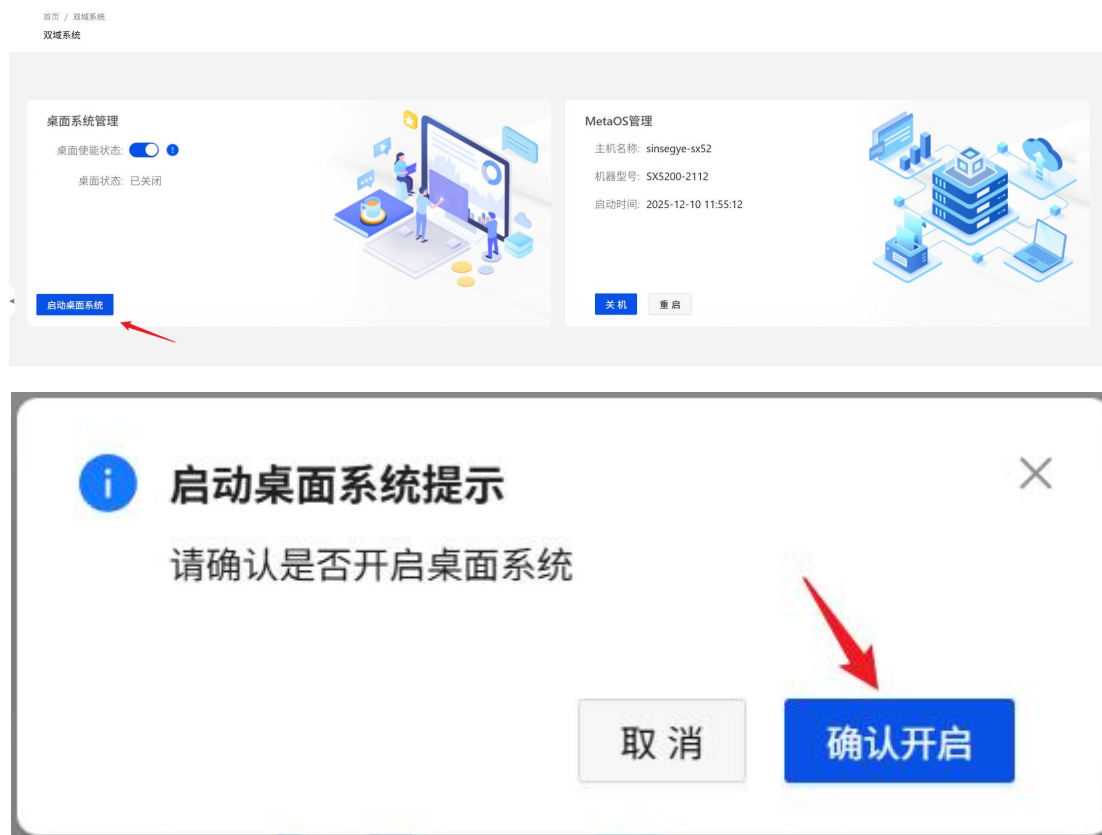 首页 / 双域系统
双域系统
桌面系统管理
桌面使能状态:
桌面状态: 已关闭
启动桌面系统
MetaOS管理
主机名称: sinsegye-sx52
机器型号: SX5200-2112
启动时间: 2025-12-10 11:55:12
关 机
重 启
启动桌面系统提示
请确认是否开启桌面系统
取 消
确认开启